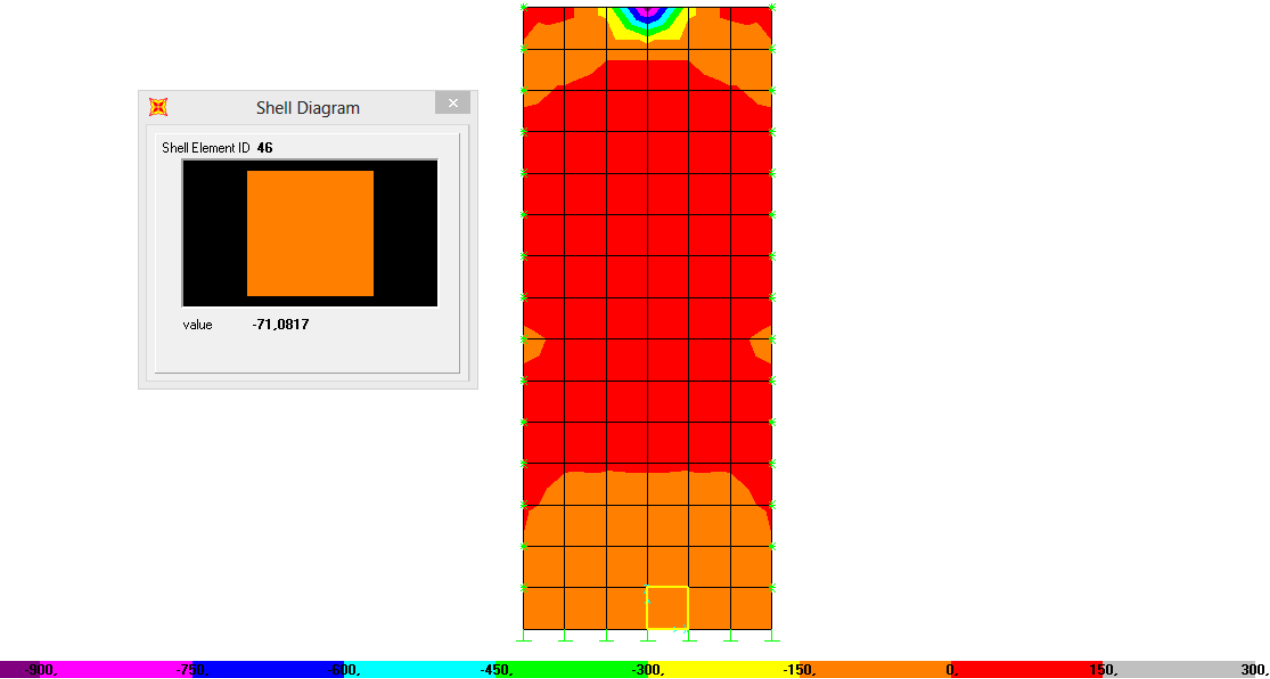 Shell Diagram
Shell Element ID 46
value -71,0817
-900, -750, -600, -450, -300, -150, 0, 150, 300,